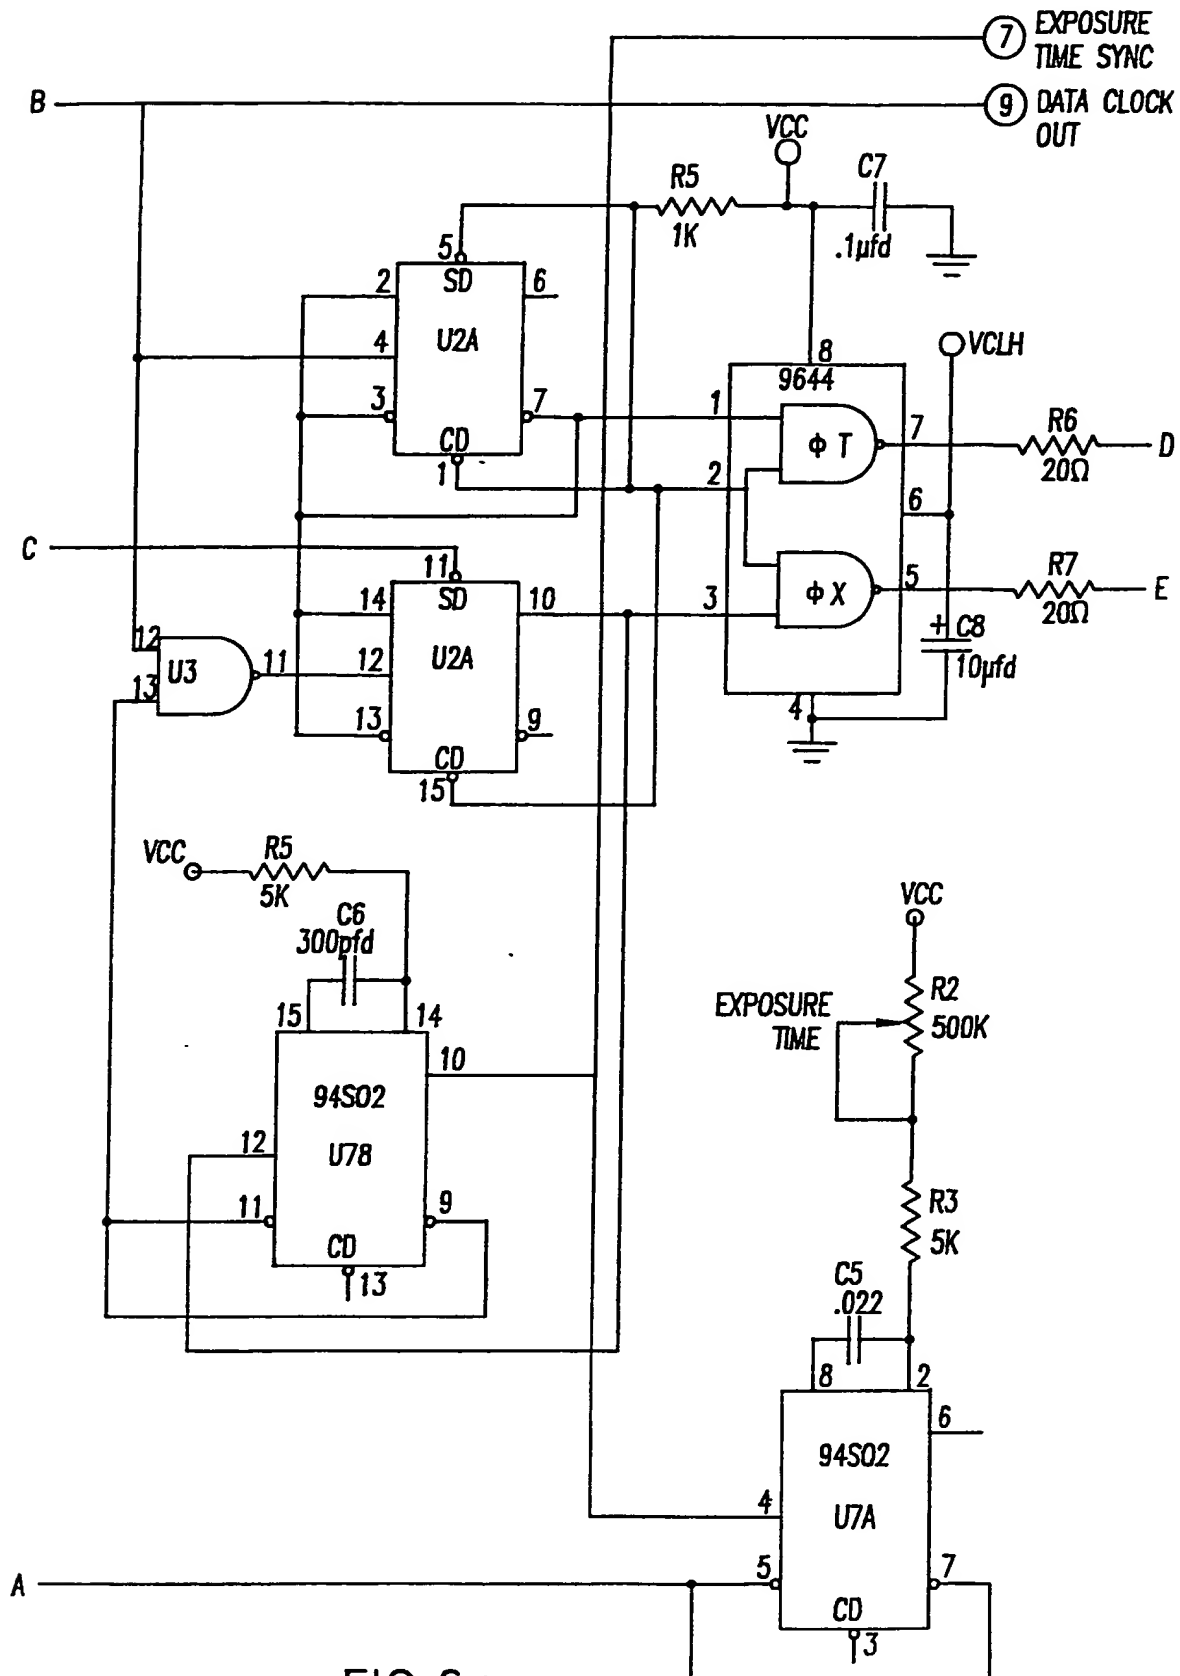 7 EXPOSURE
TIME SYNC
B
9 DATA CLOCK
OUT
VCC
R5
1K
C7
.1µfd
5
SD
2
6
U2A
4
3
7
CD
1
8
9644
VCLH
1
ΦT
7
R6
20Ω
D
2
6
C
11
SD
14
10
3
ΦX
5
R7
20Ω
E
U2A
12
+ C8
10µfd
12
U3
11
13
13
9
4
CD
15
VCC
R5
5K
C6
300pfd
15
14
10
94S02
U78
12
11
9
CD
13
VCC
R2
500K
EXPOSURE
TIME
R3
5K
C5
.022
8
2
6
94S02
4
U7A
A
5
7
CD
3